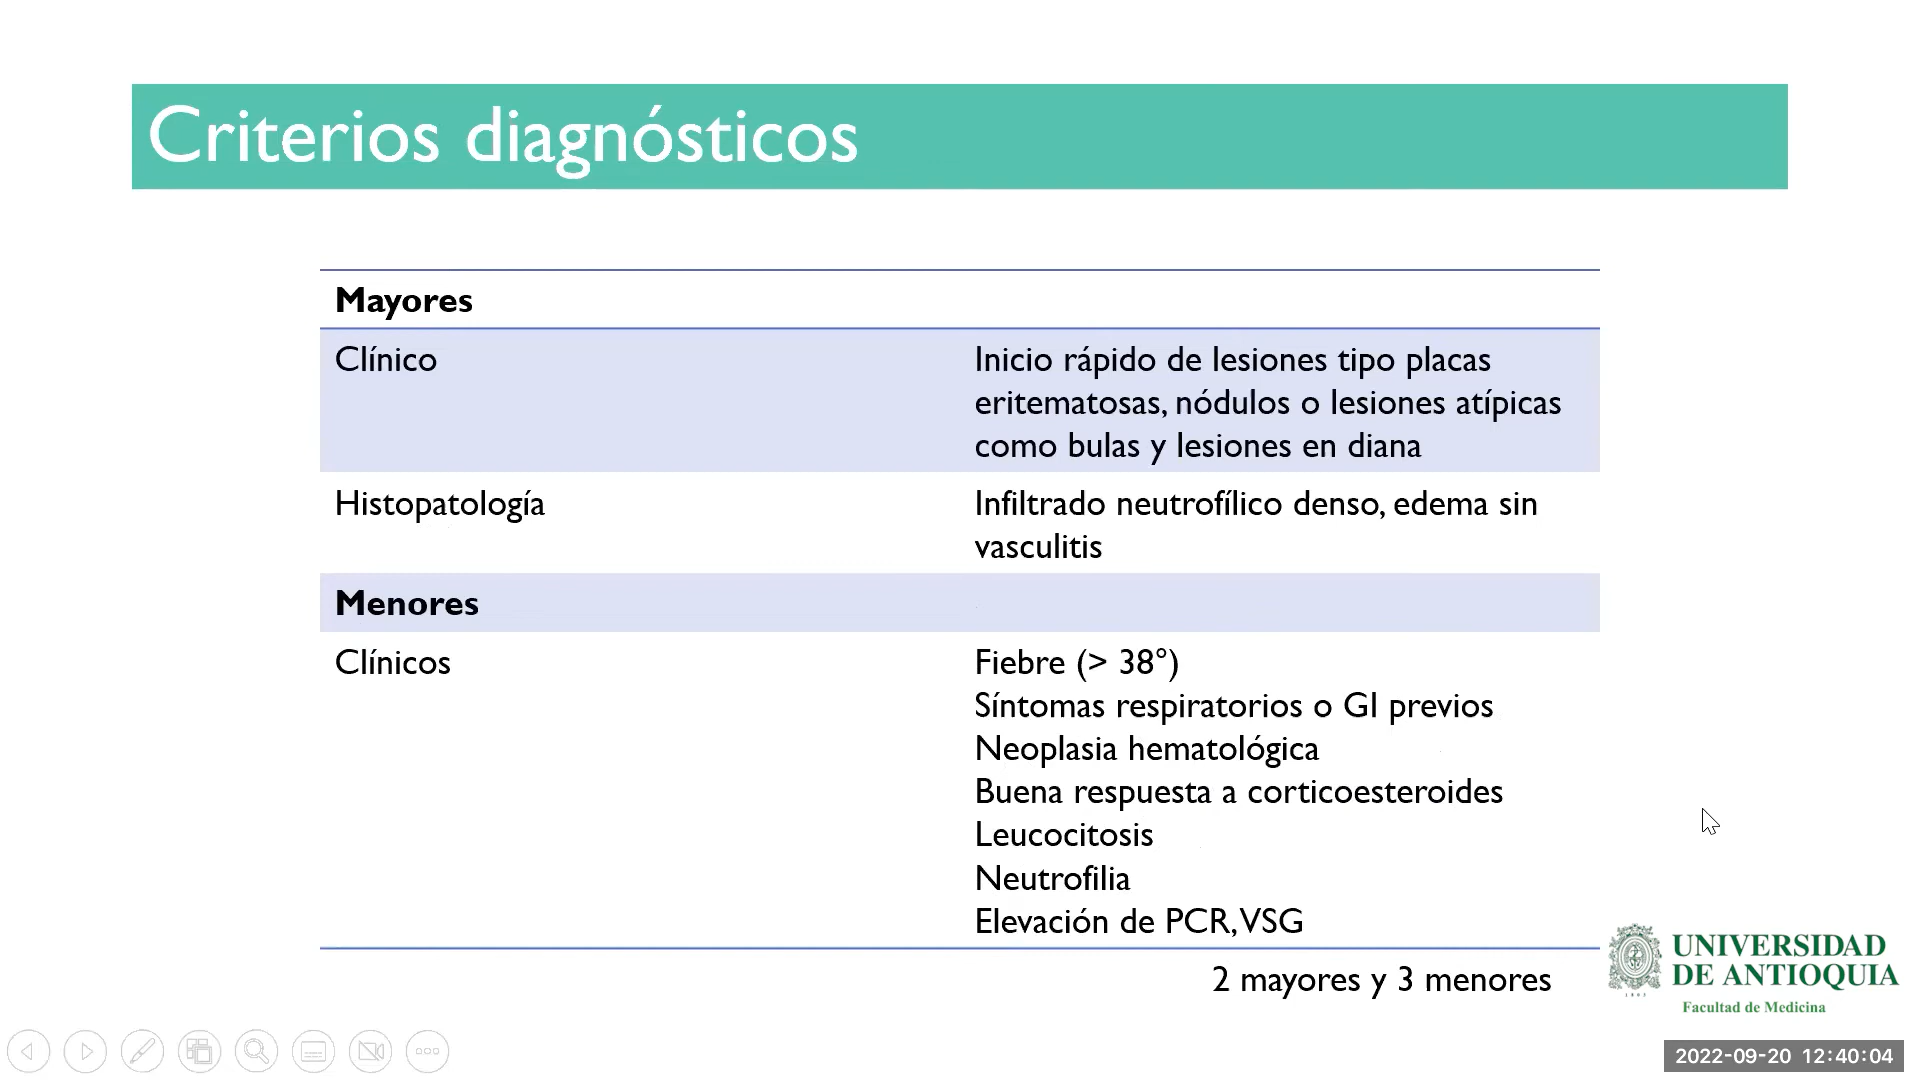 Criterios diagnósticos
Mayores
Clínico
Inicio rápido de lesiones tipo placas
eritematosas, nódulos o lesiones atípicas
como bulas y lesiones en diana
Histopatología
Infiltrado neutrofílico denso, edema sin
vasculitis
Menores
Clínicos
Fiebre (> 38°)
Síntomas respiratorios o GI previos
Neoplasia hematológica
Buena respuesta a corticoesteroides
Leucocitosis
Neutrofilia
Elevación de PCR, VSG
2 mayores y 3 menores
UNIVERSIDAD
DE ANTIOQUIA
1803
Facultad de Medicina
2022-09-20 12:40:04